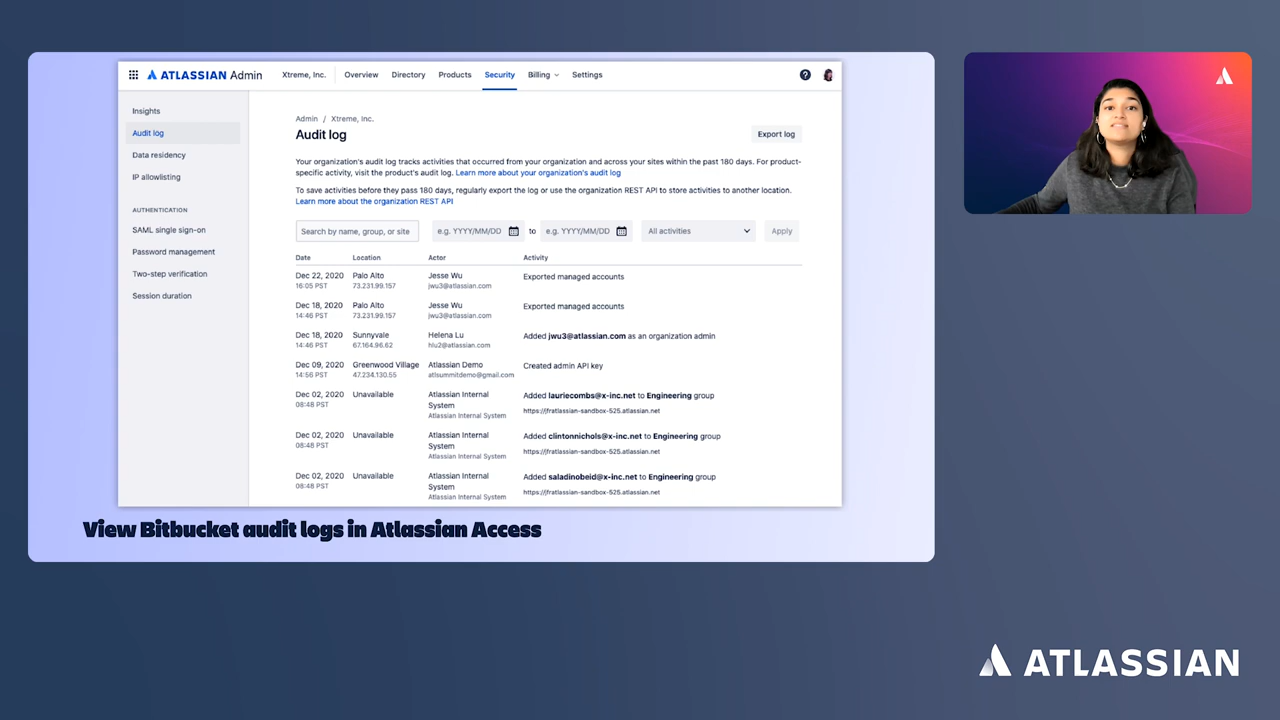 ATLASSIAN Admin
Xtreme, Inc.
Overview
Directory
Products
Security
Billing
Settings
?
Insights
Audit log
Data residency
IP allowlisting
AUTHENTICATION
SAML single sign-on
Password management
Two-step verification
Session duration
Admin / Xtreme, Inc.
Audit log
Export log
Your organization's audit log tracks activities that occurred from your organization and across your sites within the past 180 days. For product-
specific activity, visit the product's audit log. Learn more about your organization's audit log
To save activities before they pass 180 days, regularly export the log or use the organization REST API to store activities to another location.
Learn more about the organization REST API
Search by name, group, or site
e.g. YYYY/MM/DD
to
e.g. YYYY/MM/DD
All activities
Apply
Date Location Actor Activity
Dec 22, 2020 Palo Alto Jesse Wu Exported managed accounts
16:05 PST 73.231.99.157 jwu3@atlassian.com
Dec 18, 2020 Palo Alto Jesse Wu Exported managed accounts
14:46 PST 73.231.99.157 jwu3@atlassian.com
Dec 18, 2020 Sunnyvale Helena Lu Added jwu3@atlassian.com as an organization admin
14:46 PST 67.164.96.62 hlu2@atlassian.com
Dec 09, 2020 Greenwood Village Atlassian Demo Created admin API key
14:56 PST 47.234.130.55 atlsummitdemo@gmail.com
Dec 02, 2020 Unavailable Atlassian Internal Added lauriecombs@x-inc.net to Engineering group
08:48 PST System https://fratlassian-sandbox-525.atlassian.net
Atlassian Internal System
Dec 02, 2020 Unavailable Atlassian Internal Added clintonnichols@x-inc.net to Engineering group
08:48 PST System https://fratlassian-sandbox-525.atlassian.net
Atlassian Internal System
Dec 02, 2020 Unavailable Atlassian Internal Added saladinobeid@x-inc.net to Engineering group
08:48 PST System https://fratlassian-sandbox-525.atlassian.net
Atlassian Internal System
View Bitbucket audit logs in Atlassian Access
ATLASSIAN